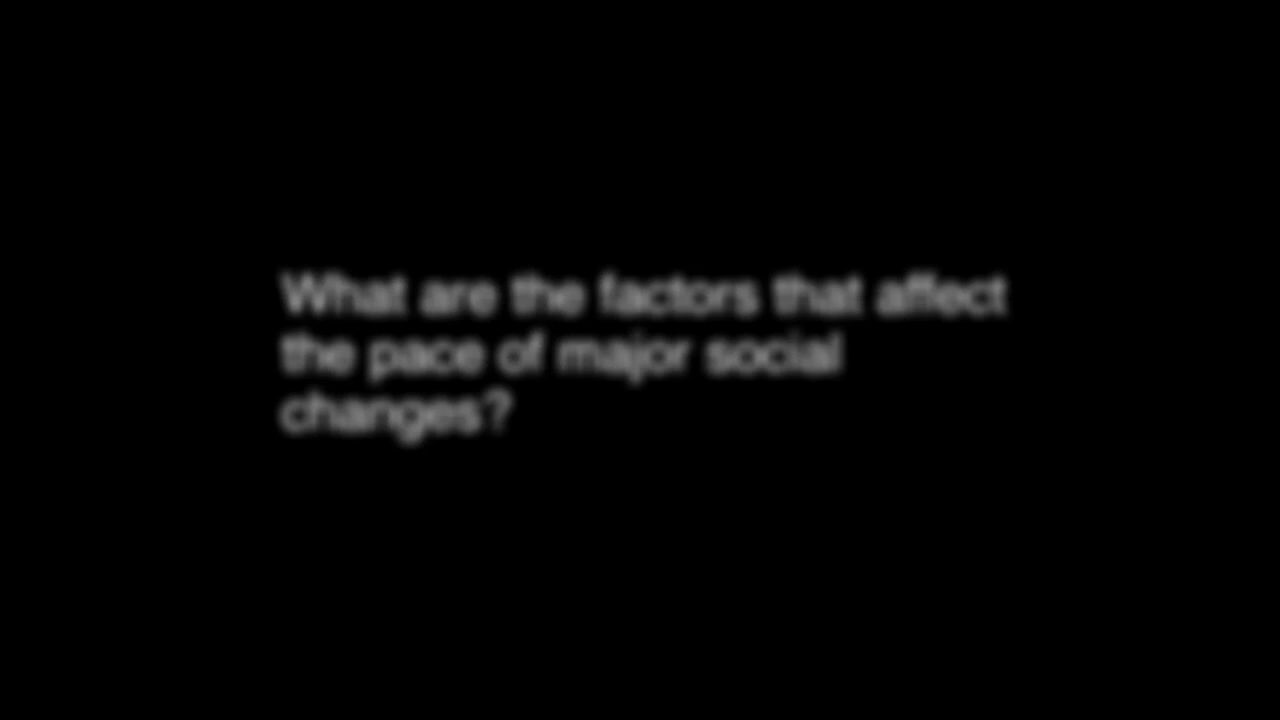 What are the factors that affect
the pace of major social
changes?